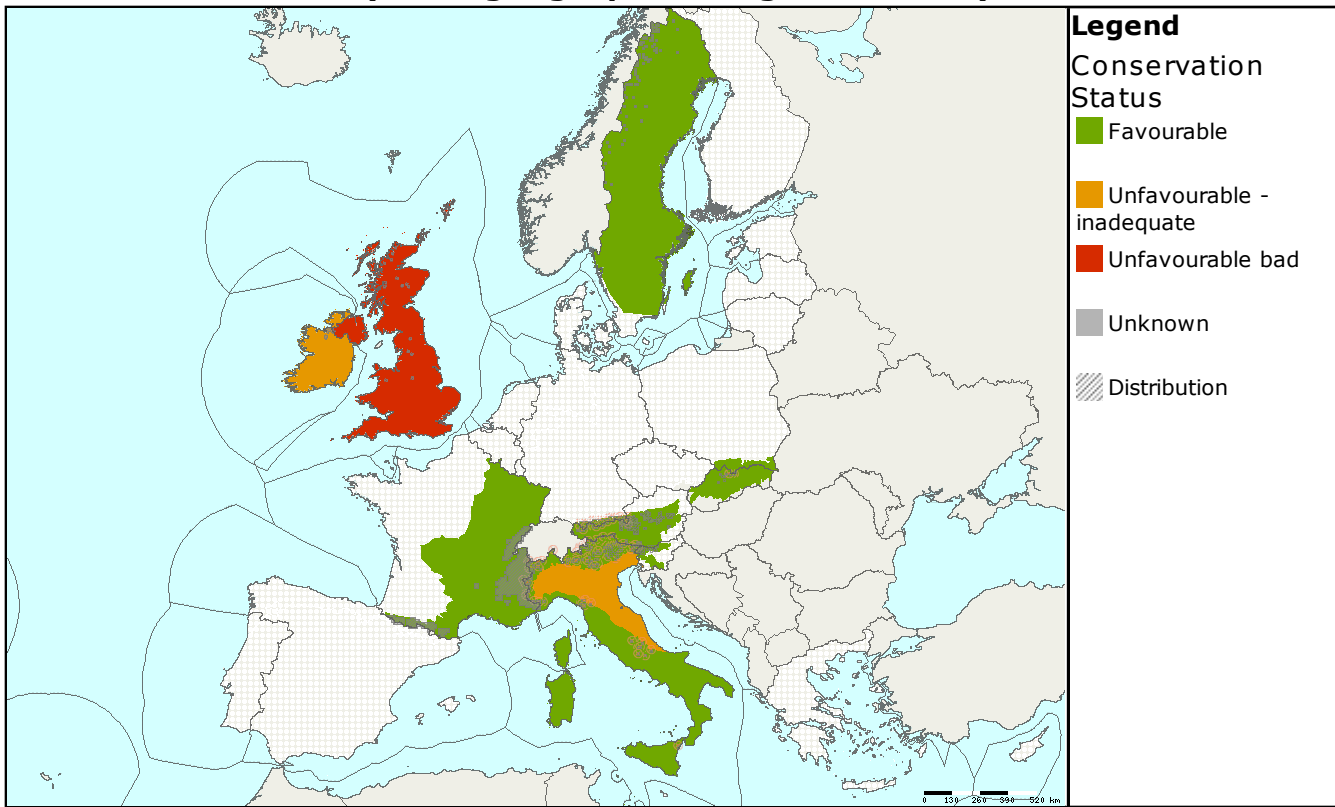 Legend
Conservation
Status
Favourable
Unfavourable -
inadequate
Unfavourable bad
Unknown
Distribution
0 130 260 390 520 km